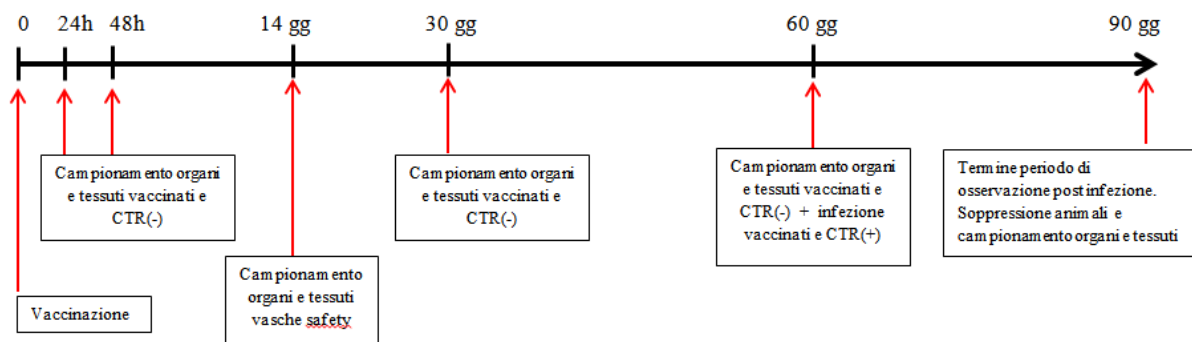 0 24h 48h 14 gg 30 gg 60 gg 90 gg
Campionamento organi
e tessuti vaccinati e
CTR(-)
Campionamento organi
e tessuti vaccinati e
CTR(-)
Campionamento organi
e tessuti vaccinati e
CTR(-) + infezione
vaccinati e CTR(+)
Termine periodo di
osservazione post infezione.
Soppressione animali e
campionamento organi e tessuti
Vaccinazione
Campionamento
organi e tessuti
vasche safety